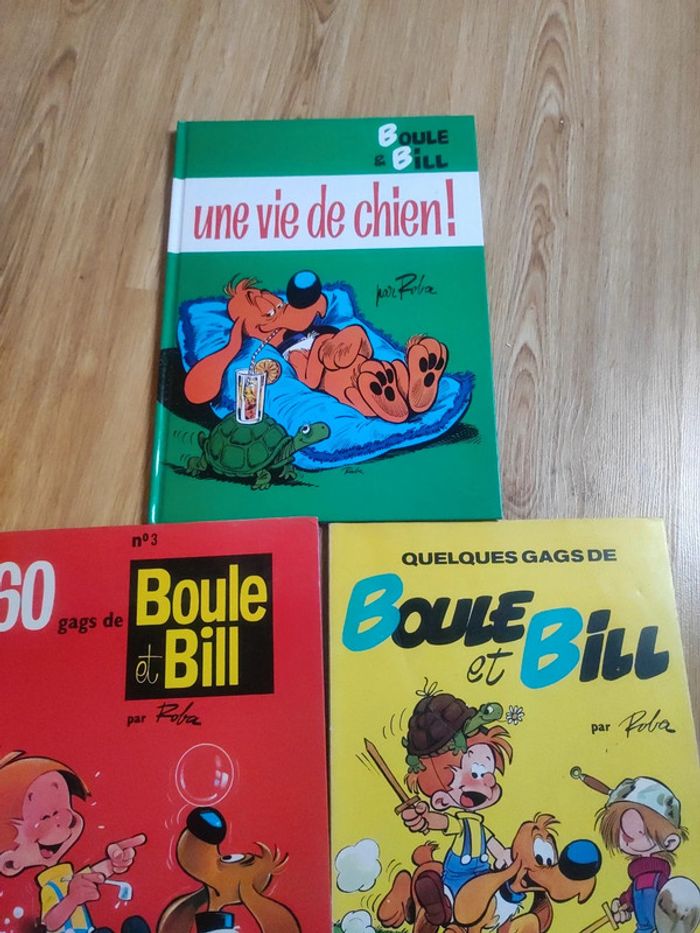 BOULE
& BILL
une vie de chien!
par Roba
Roba
n°3
60 gags de Boule et Bill
par Roba
QUELQUES GAGS DE
BOULE
et BILL
par Roba